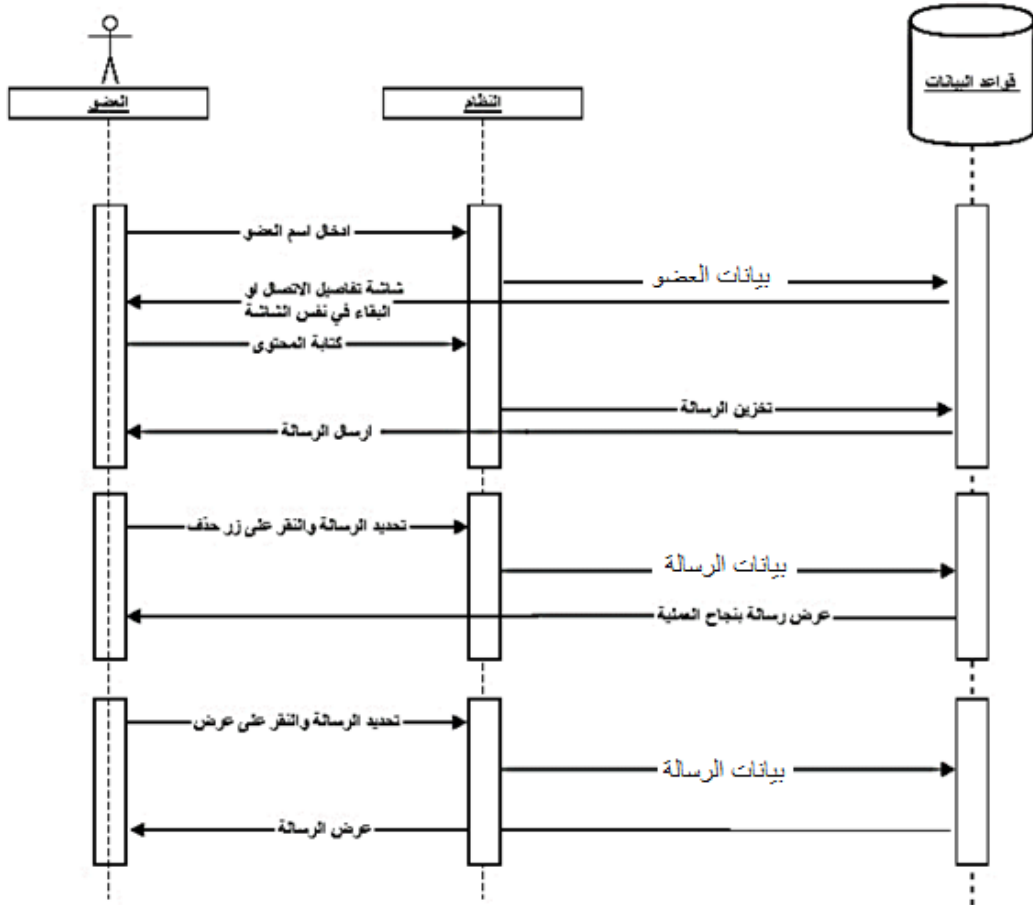 العضو
النظام
قواعد البيانات
ادخال اسم العضو
بيانات العضو
شاشة تفاصيل الاتصال او
البقاء في نفس الشاشة
كتابة المحتوى
تخزين الرسالة
ارسال الرسالة
تحديد الرسالة والنقر على زر حذف
بيانات الرسالة
عرض رسالة بنجاح العملية
تحديد الرسالة والنقر على عرض
بيانات الرسالة
عرض الرسالة